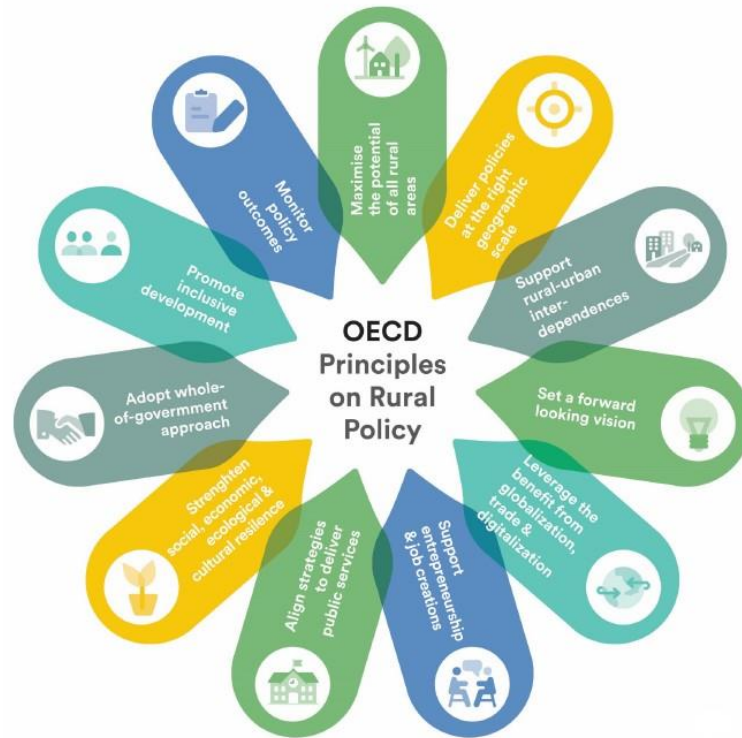 OECD
Principles
on Rural
Policy
Maximise
the potential
of all rural
areas
Deliver policies
at the right
geographic
scale
Support
rural-urban
inter-
dependences
Set a forward
looking vision
Leverage the
benefit from
globalization,
trade &
digitalization
Support
entrepreneurship
& job creations
Align strategies
to deliver
public services
Strenghten
social, economic,
ecological &
cultural resilence
Adopt whole-
of-govermment
approach
Promote
inclusive
development
Monitor
policy
outcomes